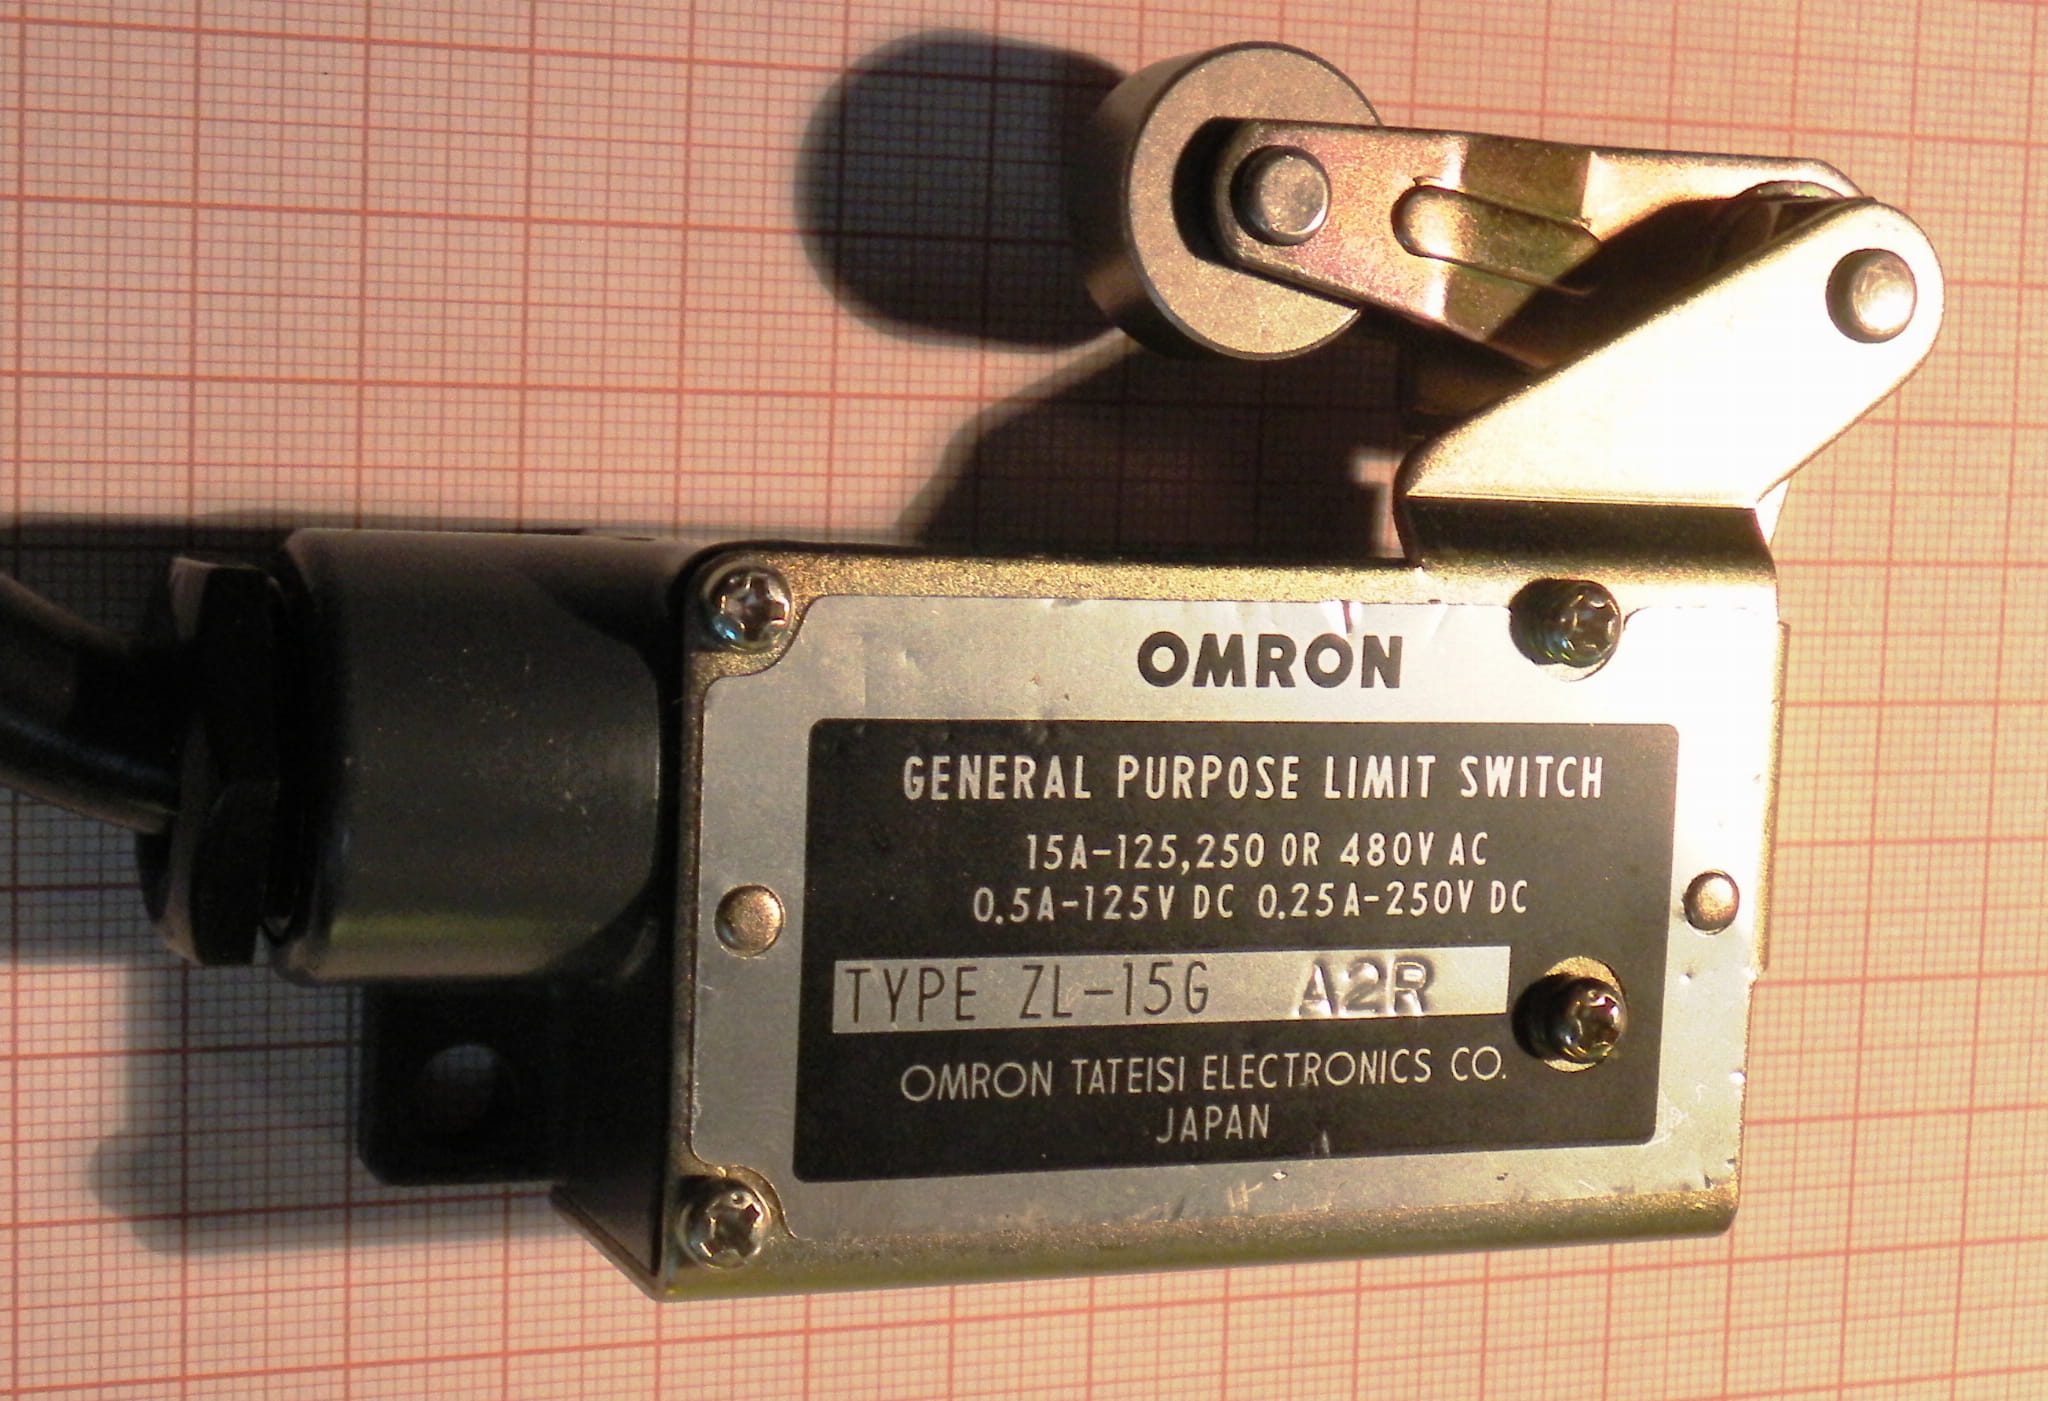 OMRON
GENERAL PURPOSE LIMIT SWITCH
15A-125,250 OR 480V AC
0.5A-125V DC 0.25A-250V DC
TYPE ZL-15G A2R
OMRON TATEISI ELECTRONICS CO.
JAPAN